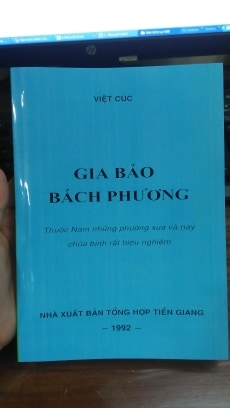 VIỆT CÚC
GIA BẢO
BÁCH PHƯƠNG
Thuốc Nam những phương xưa và nay
chữa bịnh rất hiệu nghiệm
NHÀ XUẤT BẢN TỔNG HỢP TIỀN GIANG
– 1992 –